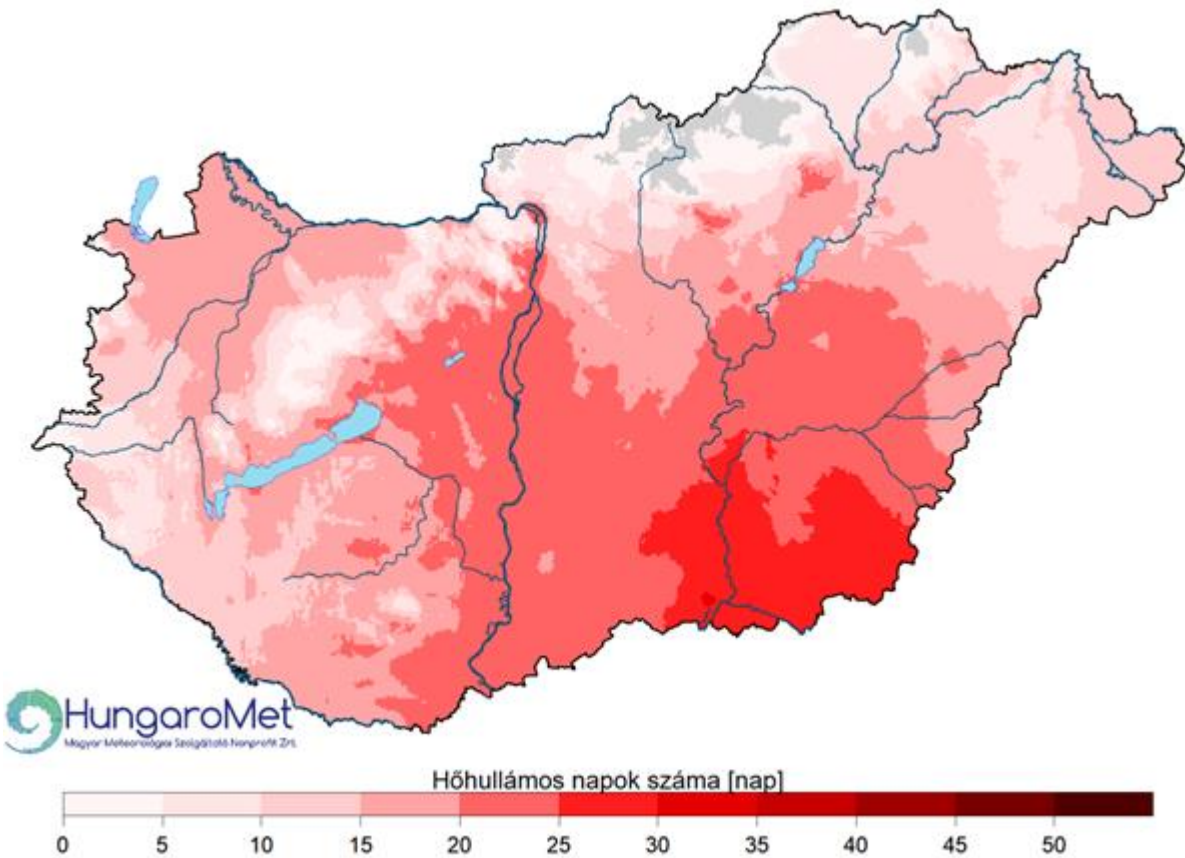 HungaroMet
Magyar Meteorológiai Szolgáltató Nonprofit Zrt.
Hőhullámos napok száma [nap]
0 5 10 15 20 25 30 35 40 45 50